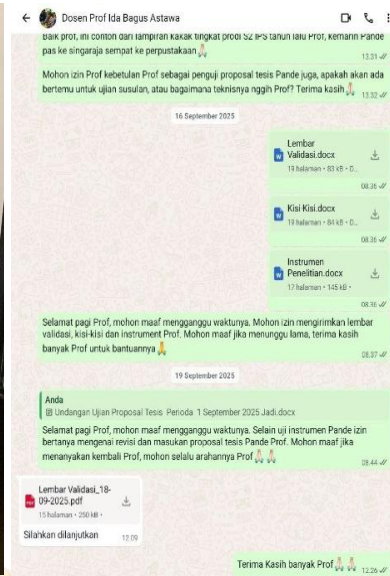 Dosen Prof Ida Bagus Astawa
Baik prof, ini contoh dari lampiran kakak tingkat prodi S2 IPS tahun lalu Prof, kemarin Pande
pas ke singaraja sempat ke perpustakaan🙏
13.31
Mohon izin Prof kebetulan Prof sebagai penguji proposal tesis Pande juga, apakah akan ada
bertemu untuk ujian susulan, atau bagaimana teknisnya nggih Prof? Terima kasih🙏
13.32
16 September 2025
Lembar
Validasi.docx
19 halaman • 83 kB • D...
08.36
Kisi-Kisi.docx
19 halaman • 84 kB • D...
08.36
Instrumen
Penelitian.docx
17 halaman • 145 kB •
08.36
Selamat pagi Prof, mohon maaf mengganggu waktunya. Mohon izin mengirimkan lembar
validasi, kisi-kisi dan instrument Prof. Mohon maaf jika menunggu lama, terima kasih
banyak Prof untuk bantuannya🙏
08.37
19 September 2025
Anda
Undangan Ujian Proposal Tesis Perioda 1 September 2025 Jadi.docx
Selamat pagi Prof, mohon maaf mengganggu waktunya. Selain uji instrumen Pande izin
bertanya mengenai revisi dan masukan proposal tesis Pande Prof. Mohon maaf jika
menanyakan kembali Prof, mohon selalu arahannya Prof🙏🙏
08.44
Lembar Validasi_18-
09-2025.pdf
15 halaman • 250 kB •
Silahkan dilanjutkan
12.09
Terima Kasih banyak Prof🙏🙏
12.26